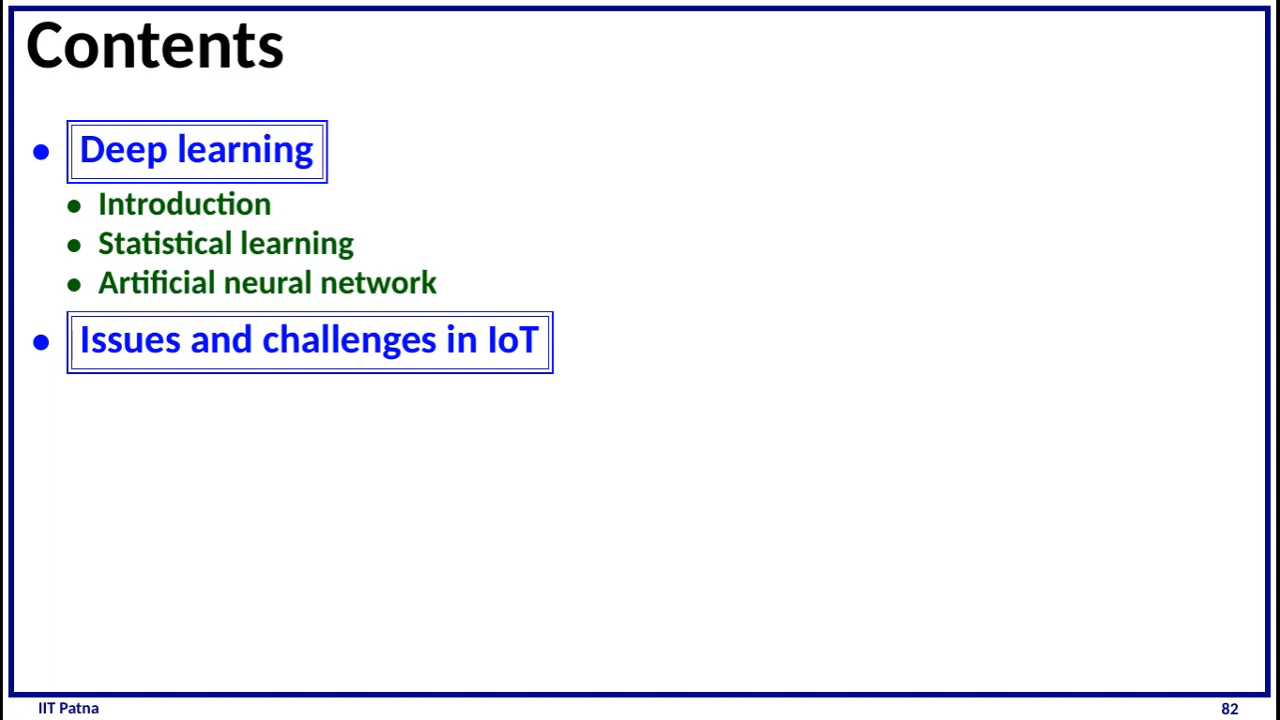 Contents
• Deep learning
• Introduction
• Statistical learning
• Artificial neural network
• Issues and challenges in IoT
IIT Patna
82